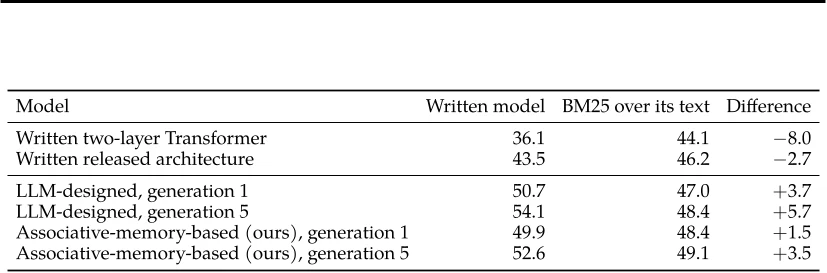 Model Written model BM25 over its text Difference
Written two-layer Transformer 36.1 44.1 −8.0
Written released architecture 43.5 46.2 −2.7
LLM-designed, generation 1 50.7 47.0 +3.7
LLM-designed, generation 5 54.1 48.4 +5.7
Associative-memory-based (ours), generation 1 49.9 48.4 +1.5
Associative-memory-based (ours), generation 5 52.6 49.1 +3.5